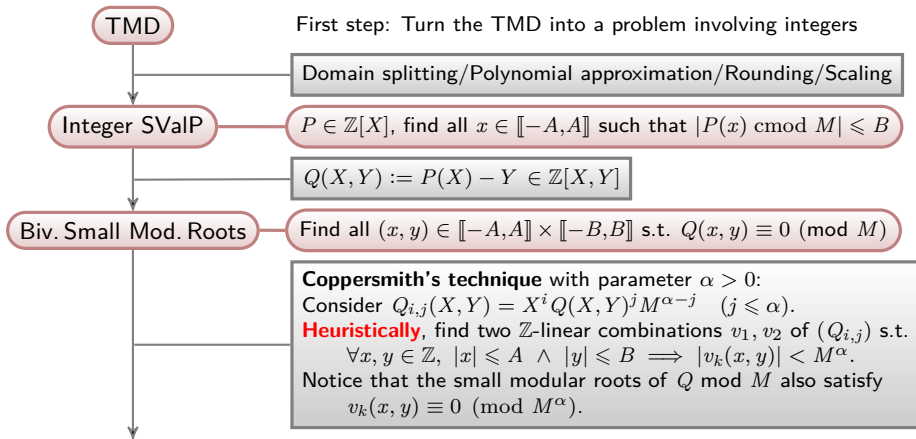 TMD
First step: Turn the TMD into a problem involving integers
Domain splitting/Polynomial approximation/Rounding/Scaling
Integer SValP
P ∈ ℤ[X], find all x ∈ ⟦−A,A⟧ such that |P(x) cmod M| ⩽ B
Q(X, Y) := P(X) − Y ∈ ℤ[X, Y]
Biv. Small Mod. Roots
Find all (x, y) ∈ ⟦−A,A⟧ × ⟦−B,B⟧ s.t. Q(x, y) ≡ 0 (mod M)
Coppersmith's technique with parameter α > 0:
Consider Q_{i,j}(X, Y) = X^i Q(X, Y)^j M^{α−j} (j ⩽ α).
Heuristically, find two ℤ-linear combinations v₁, v₂ of (Q_{i,j}) s.t.
∀x, y ∈ ℤ, |x| ⩽ A ∧ |y| ⩽ B ⟹ |v_k(x, y)| < M^α.
Notice that the small modular roots of Q mod M also satisfy
v_k(x, y) ≡ 0 (mod M^α).